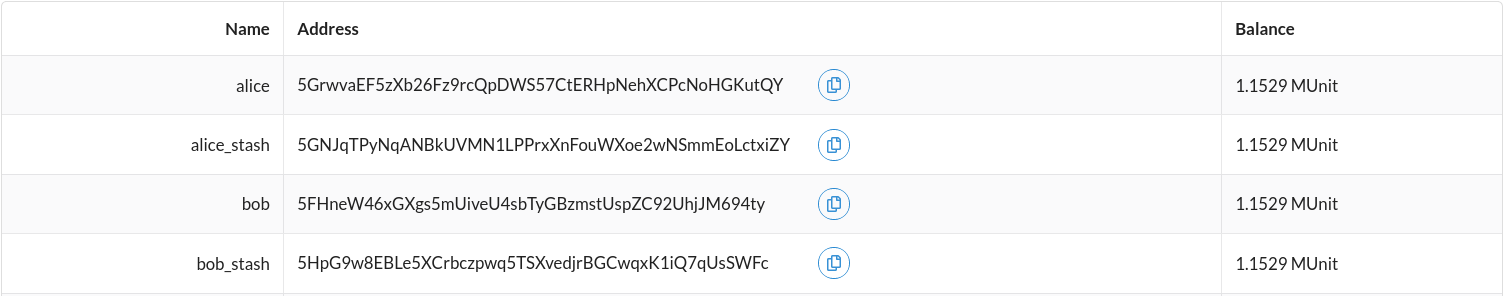 Name Address Balance
alice 5GrwvaEF5zXb26Fz9rcQpDWS57CtERHpNehXCPcNoHGKutQY 1.1529 MUnit
alice_stash 5GNJqTPyNqANBkUVMN1LPPrxXnFouWXoe2wNSmmEoLctxiZY 1.1529 MUnit
bob 5FHneW46xGXgs5mUiveU4sbTyGBzmstUspZC92UhjJM694ty 1.1529 MUnit
bob_stash 5HpG9w8EBLe5XCrbczpwq5TSXvedjrBGCwqxK1iQ7qUsSWFc 1.1529 MUnit